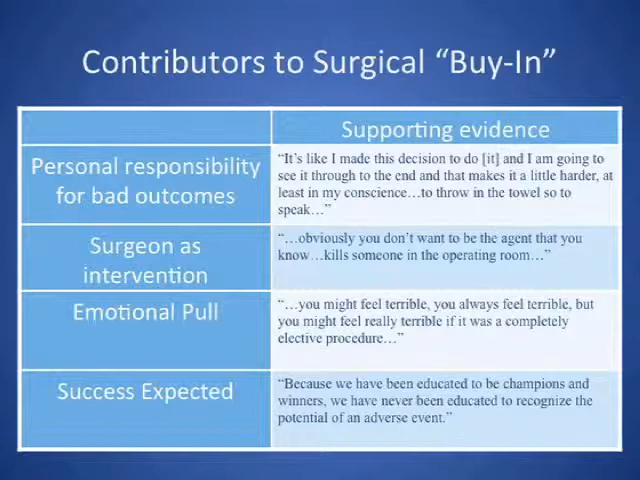 Contributors to Surgical “Buy-In”
Supporting evidence
Personal responsibility
for bad outcomes
“It’s like I made this decision to do [it] and I am going to
see it through to the end and that makes it a little harder, at
least in my conscience…to throw in the towel so to
speak…”
Surgeon as
intervention
“…obviously you don’t want to be the agent that you
know…kills someone in the operating room…”
Emotional Pull
“…you might feel terrible, you always feel terrible, but
you might feel really terrible if it was a completely
elective procedure…”
Success Expected
“Because we have been educated to be champions and
winners, we have never been educated to recognize the
potential of an adverse event.”